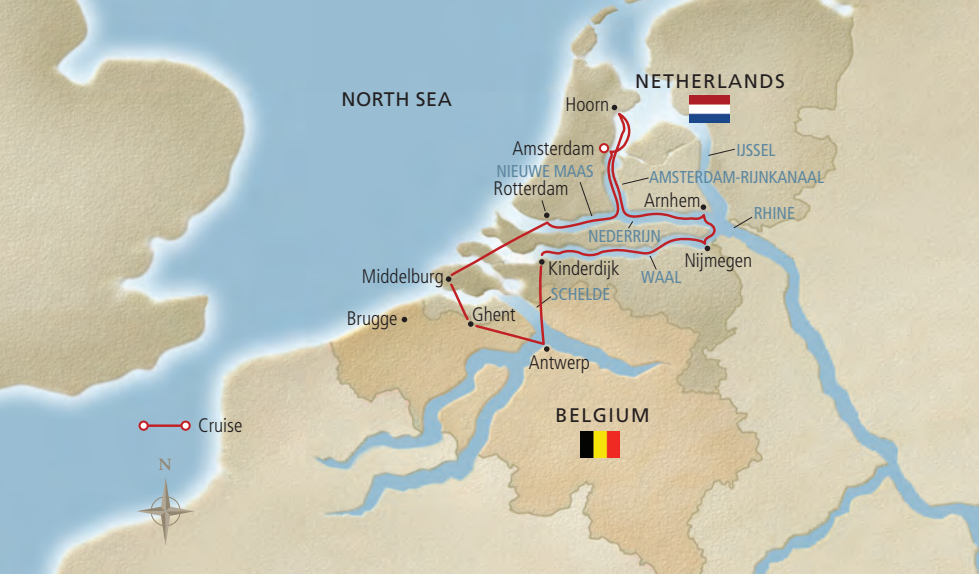 NORTH SEA
NETHERLANDS
Hoorn
Amsterdam
IJSSEL
NIEUWE MAAS
AMSTERDAM-RIJNKANAAL
Rotterdam
Arnhem
RHINE
NEDERRIJN
Nijmegen
Kinderdijk
Middelburg
WAAL
SCHELDE
Brugge
Ghent
Antwerp
BELGIUM
Cruise
N